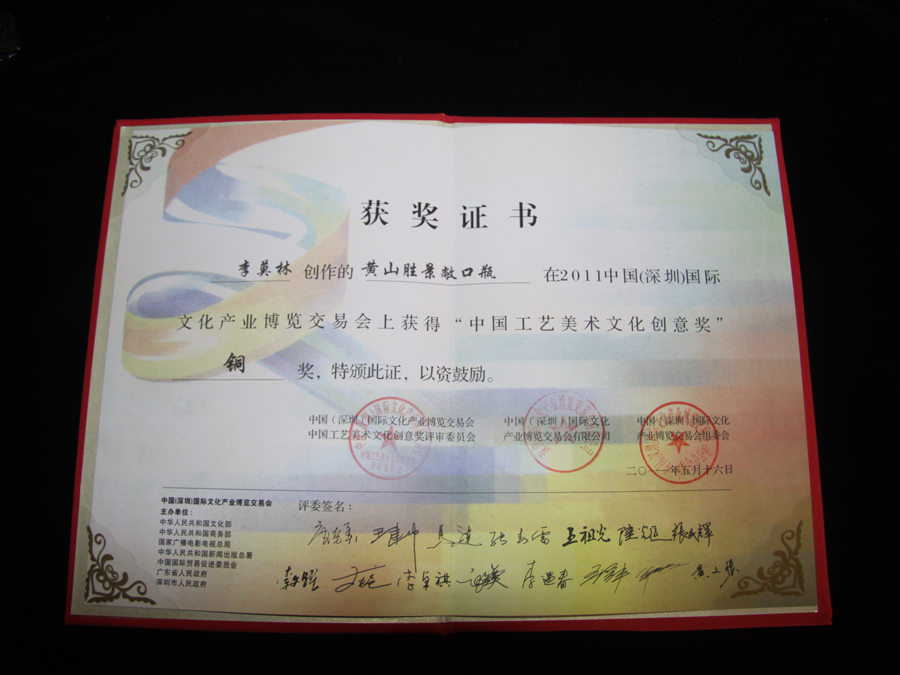 获奖证书
李英林 创作的 黄山胜景敞口瓶 在2011中国(深圳)国际
文化产业博览交易会上获得“中国工艺美术文化创意奖”
铜 奖，特颁此证，以资鼓励。
中国（深圳）国际文化产业博览交易会
中国工艺美术文化创意奖评审委员会
中国（深圳）国际文化
产业博览交易会有限公司
中国（深圳）国际文化
产业博览交易会组委会
二〇一一年五月十六日
中国(深圳)国际文化产业博览交易会
主办单位：
中华人民共和国文化部
中华人民共和国商务部
国家广播电影电视总局
中华人民共和国新闻出版总署
中国国际贸易促进委员会
广东省人民政府
深圳市人民政府
评委签名：
王祖光
李卓祺